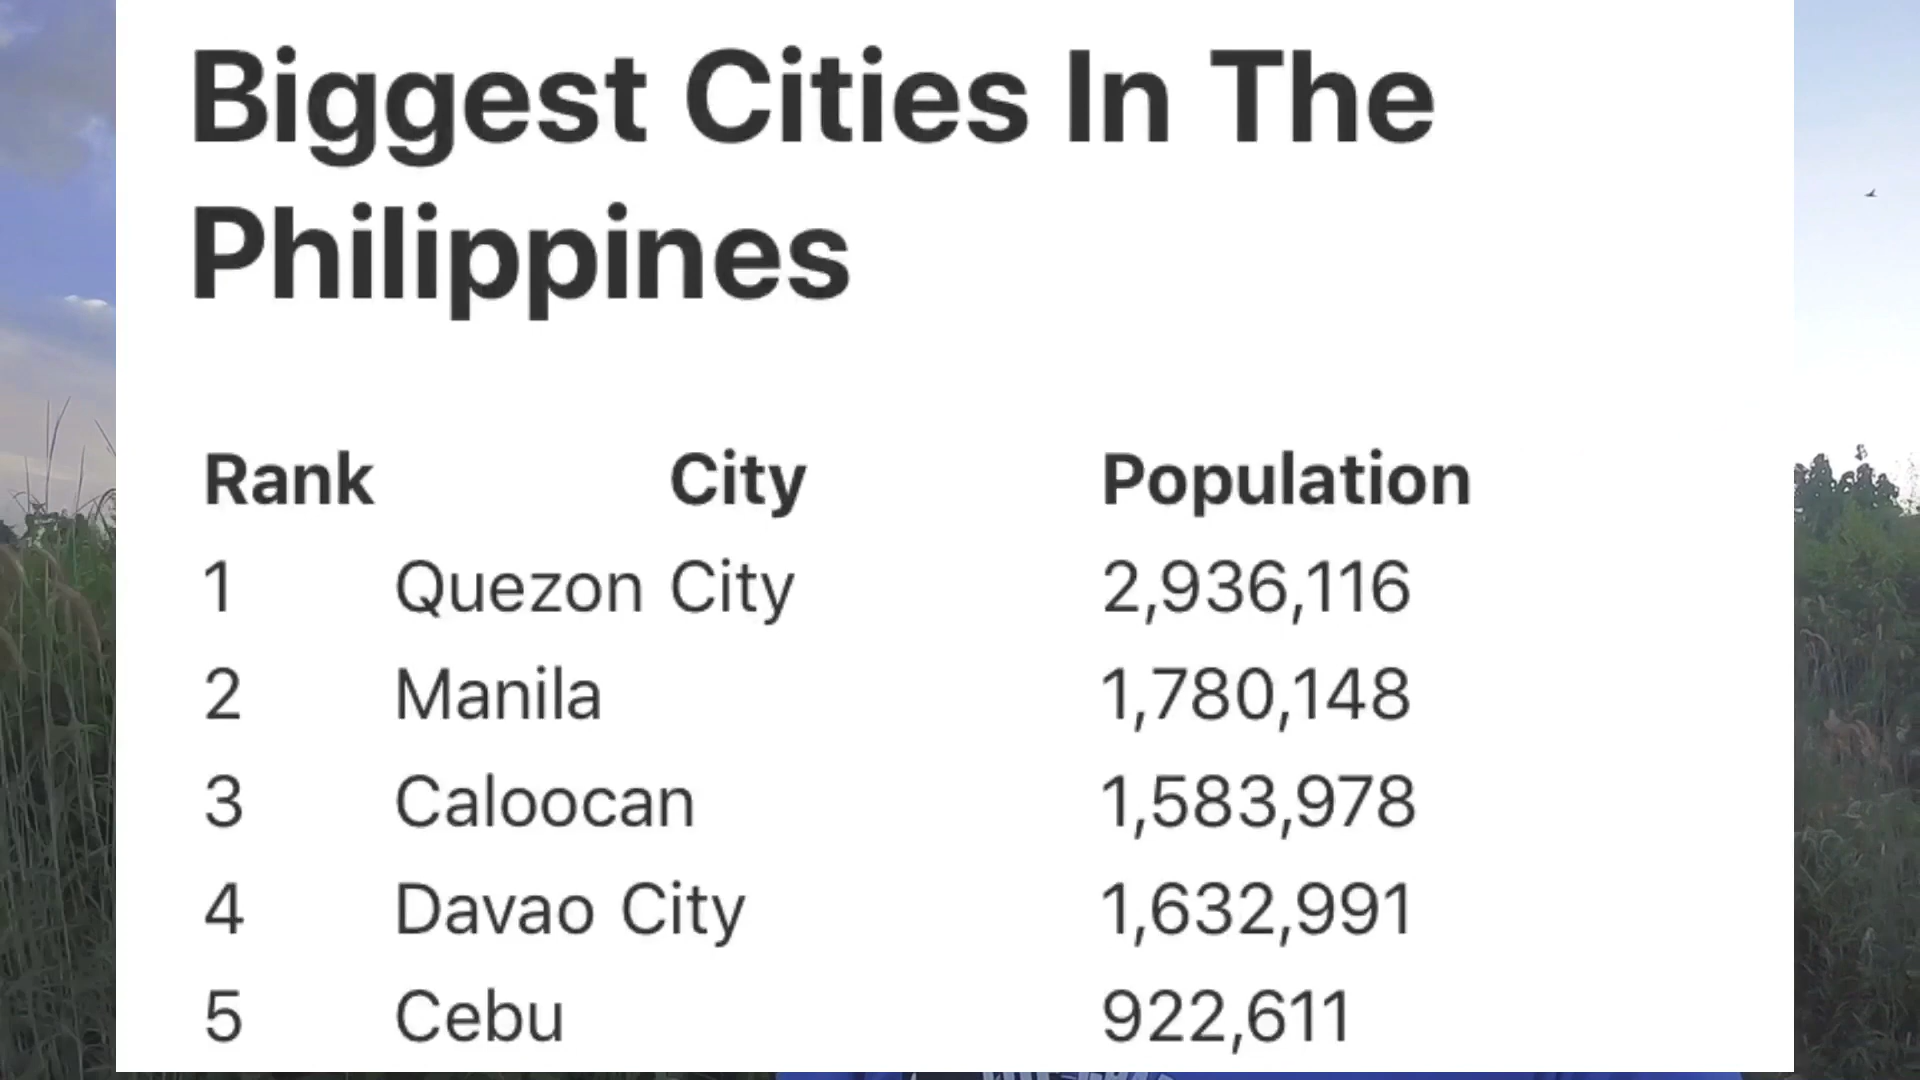 Biggest Cities In The
Philippines
Rank City Population
1 Quezon City 2,936,116
2 Manila 1,780,148
3 Caloocan 1,583,978
4 Davao City 1,632,991
5 Cebu 922,611